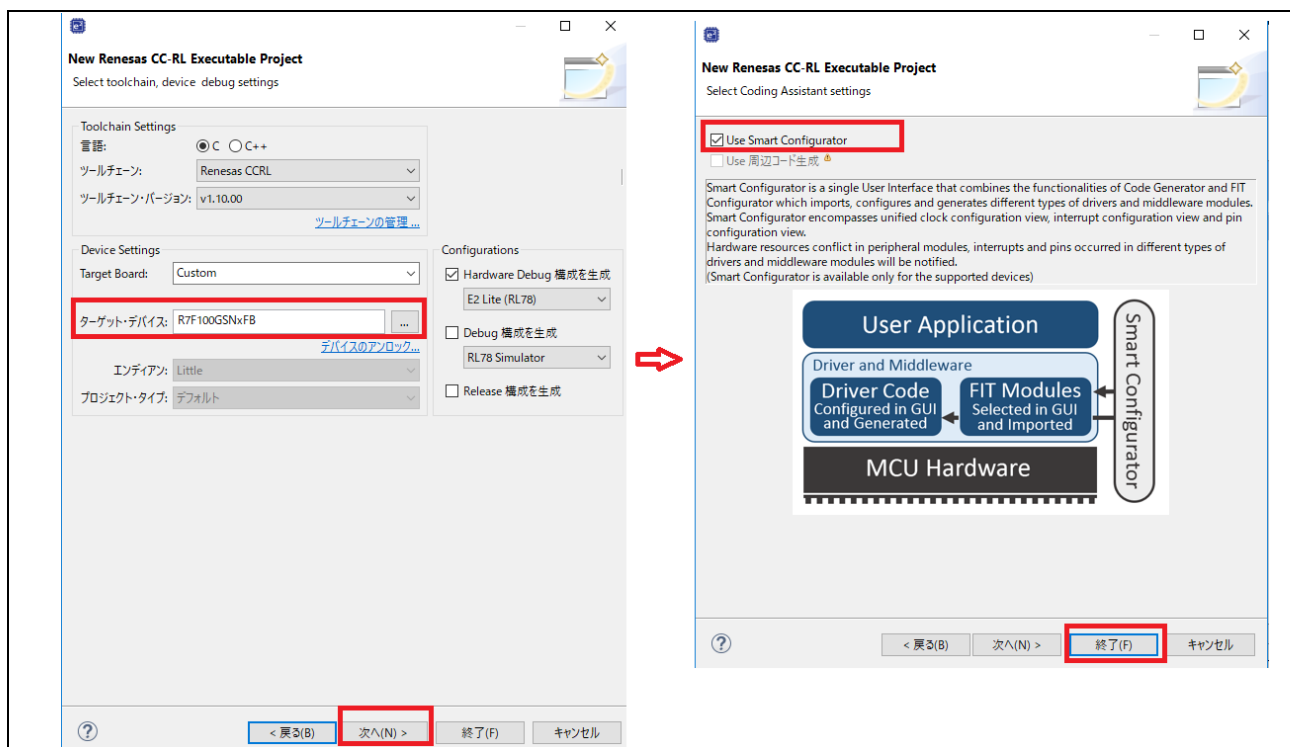 New Renesas CC-RL Executable Project
Select toolchain, device debug settings
Toolchain Settings
言語:
C
C++
ツールチェーン:
Renesas CCRL
ツールチェーン・バージョン:
v1.10.00
ツールチェーンの管理 ...
Device Settings
Target Board:
Custom
ターゲット・デバイス:
R7F100GSNxFB
...
デバイスのアンロック...
エンディアン:
Little
プロジェクト・タイプ:
デフォルト
Configurations
Hardware Debug 構成を生成
E2 Lite (RL78)
Debug 構成を生成
RL78 Simulator
Release 構成を生成
?
< 戻る(B)
次へ(N) >
終了(F)
キャンセル
New Renesas CC-RL Executable Project
Select Coding Assistant settings
Use Smart Configurator
Use 周辺コード生成
Smart Configurator is a single User Interface that combines the functionalities of Code Generator and FIT
Configurator which imports, configures and generates different types of drivers and middleware modules.
Smart Configurator encompasses unified clock configuration view, interrupt configuration view and pin
configuration view.
Hardware resources conflict in peripheral modules, interrupts and pins occurred in different types of
drivers and middleware modules will be notified.
(Smart Configurator is available only for the supported devices)
User Application
Driver and Middleware
Driver Code
Configured in GUI
and Generated
FIT Modules
Selected in GUI
and Imported
MCU Hardware
Smart Configurator
?
< 戻る(B)
次へ(N) >
終了(F)
キャンセル